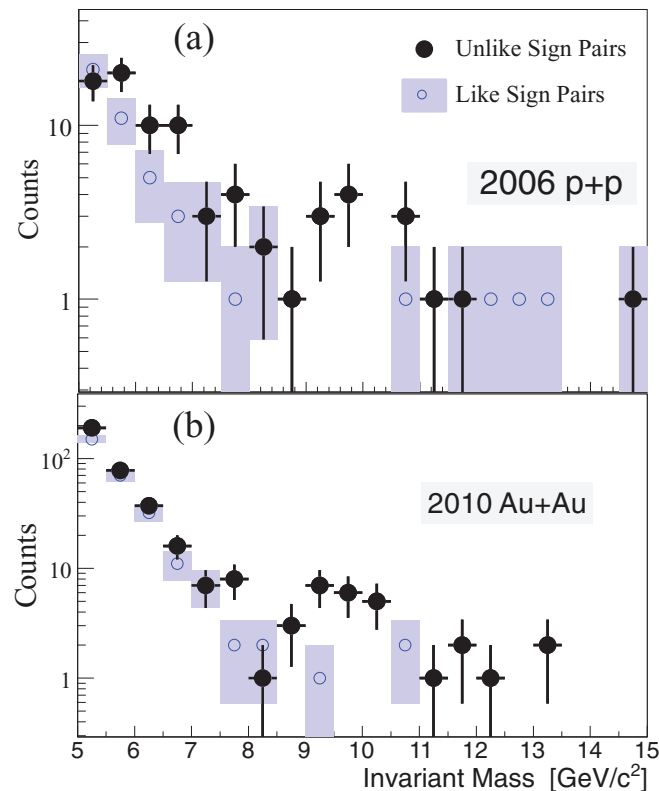 (a)
Unlike Sign Pairs
Like Sign Pairs
2006 p+p
Counts
10
1
(b)
2010 Au+Au
Counts
10²
10
1
5 6 7 8 9 10 11 12 13 14 15
Invariant Mass [GeV/c²]